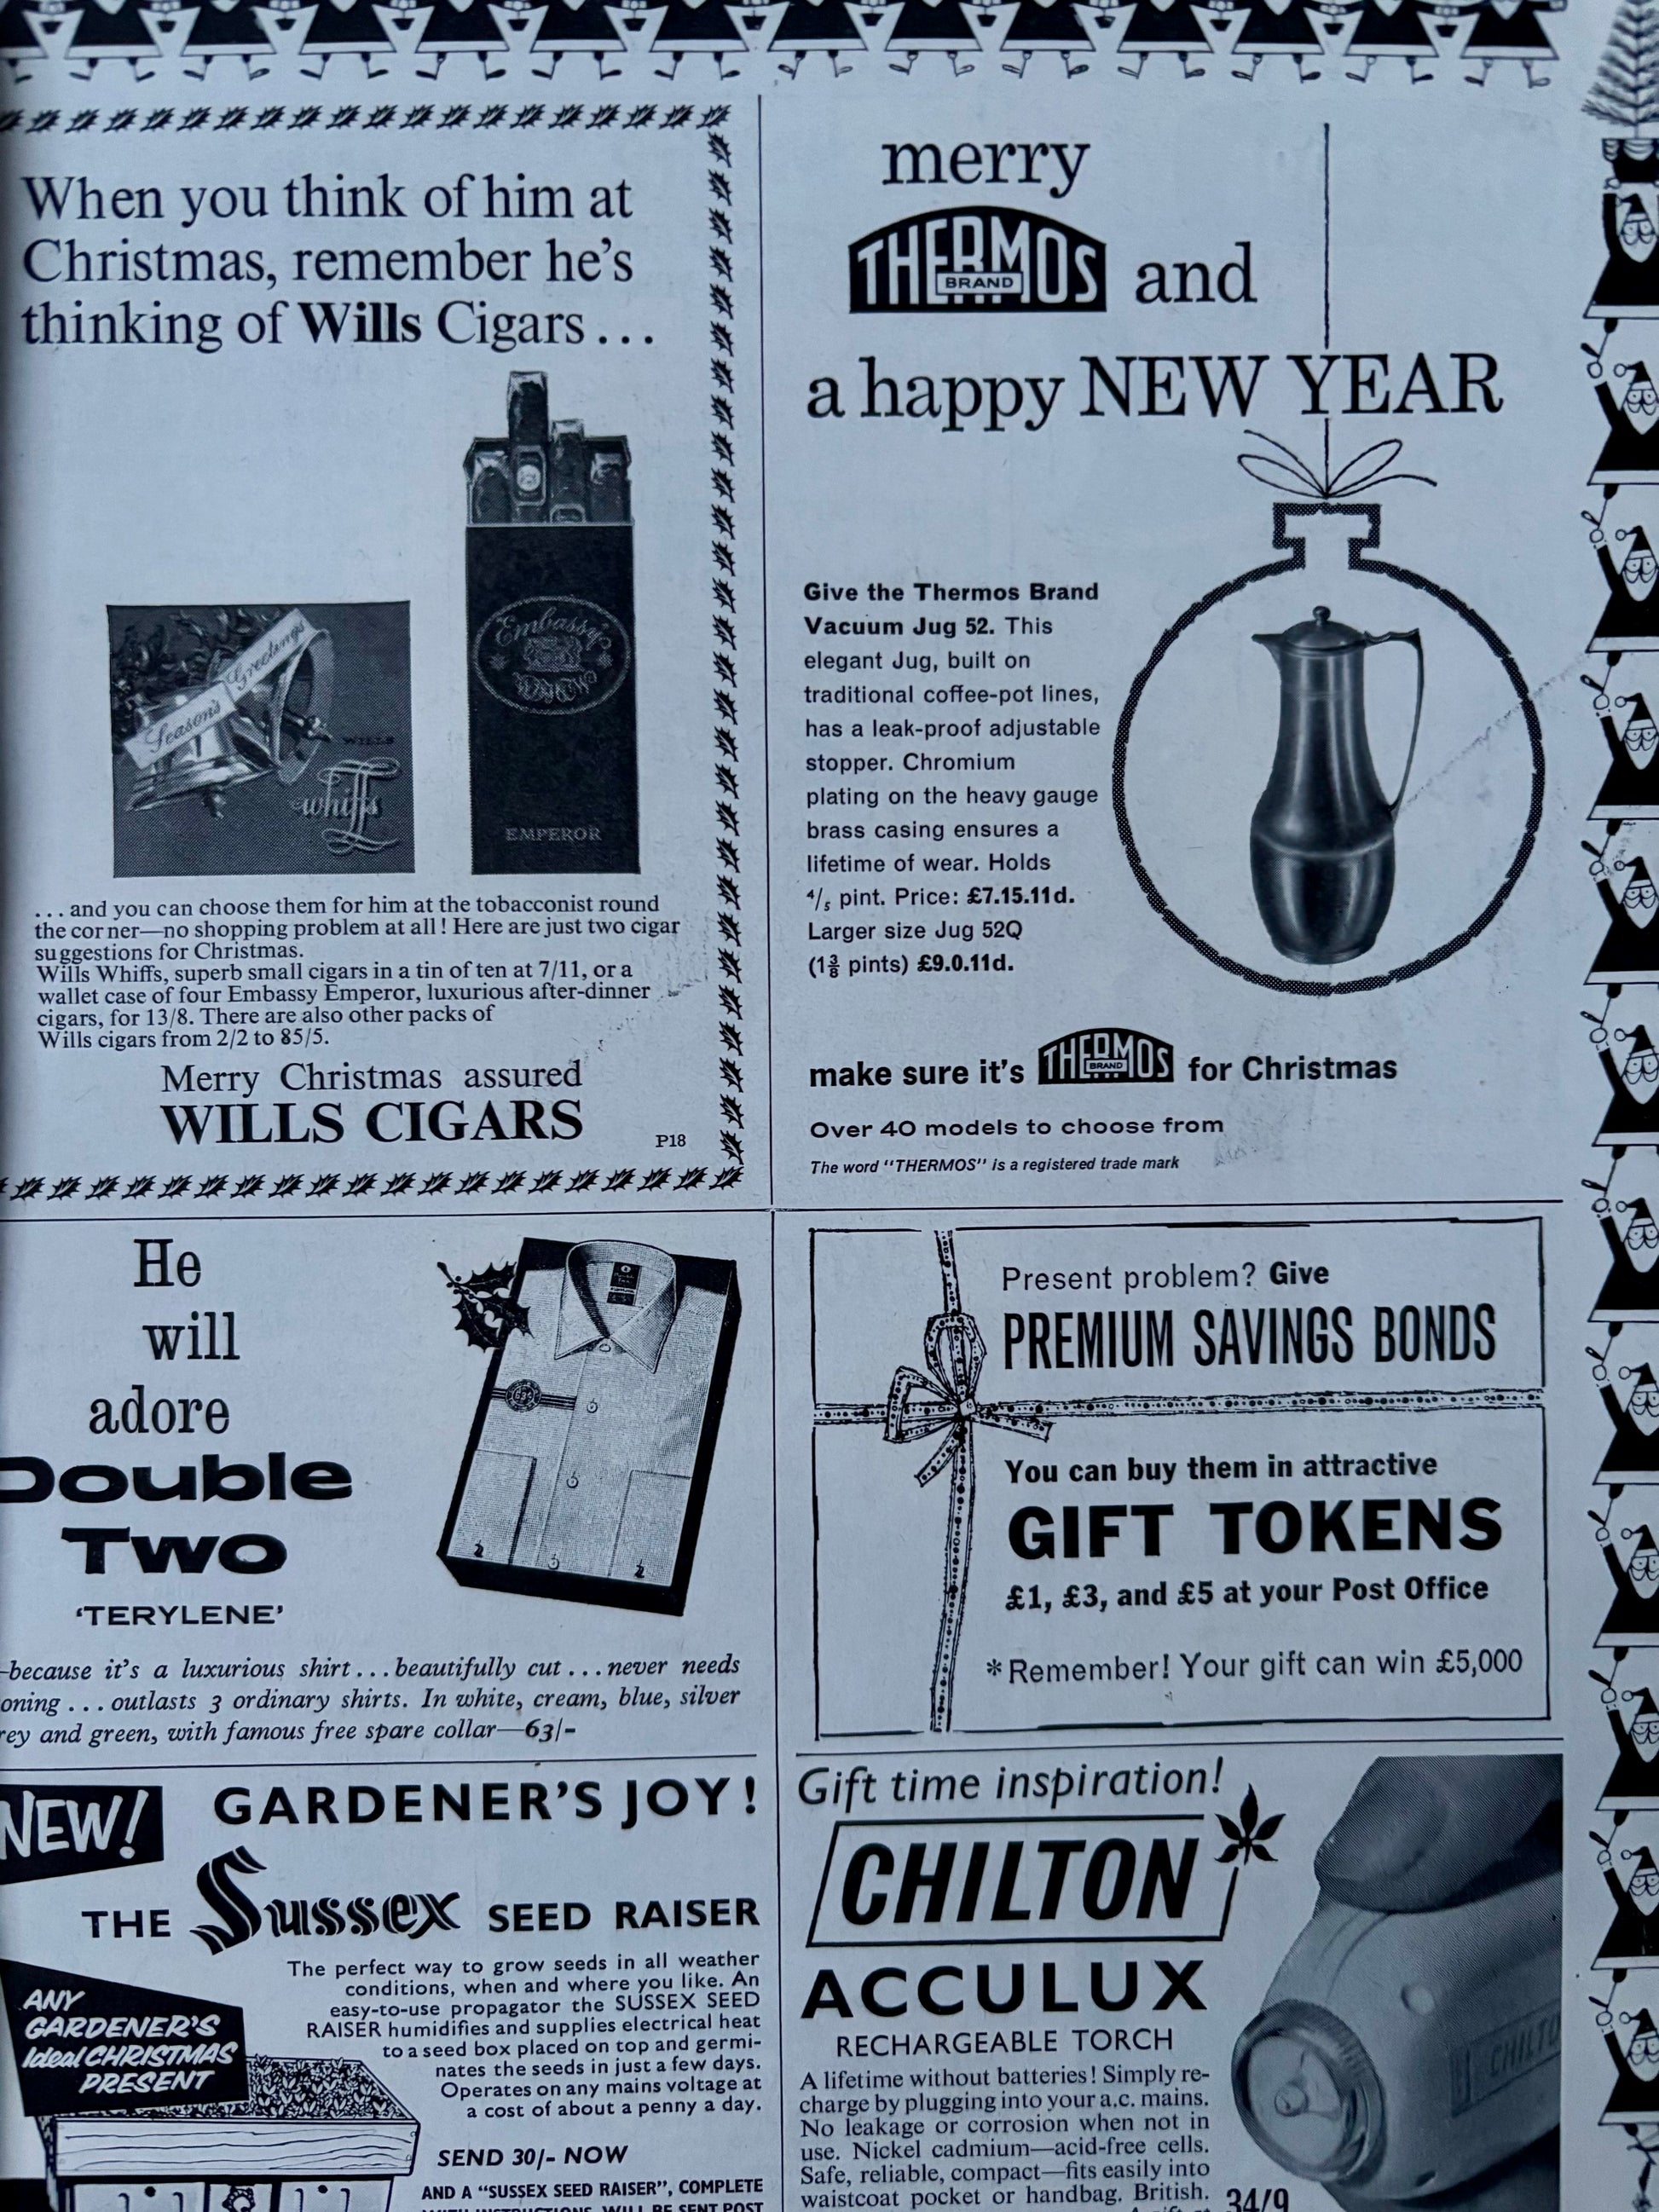 When you think of him at
Christmas, remember he's
thinking of Wills Cigars...
Season's Greetings
WILLS
whiffs
Embassy
EMPEROR
...and you can choose them for him at the tobacconist round
the corner—no shopping problem at all! Here are just two cigar
suggestions for Christmas.
Wills Whiffs, superb small cigars in a tin of ten at 7/11, or a
wallet case of four Embassy Emperor, luxurious after-dinner
cigars, for 13/8. There are also other packs of
Wills cigars from 2/2 to 85/5.
Merry Christmas assured
WILLS CIGARS
P18
merry
THERMOS
BRAND
and
a happy NEW YEAR
Give the Thermos Brand
Vacuum Jug 52. This
elegant Jug, built on
traditional coffee-pot lines,
has a leak-proof adjustable
stopper. Chromium
plating on the heavy gauge
brass casing ensures a
lifetime of wear. Holds
4/5 pint. Price: £7.15.11d.
Larger size Jug 52Q
(1⅜ pints) £9.0.11d.
make sure it's THERMOS BRAND for Christmas
Over 40 models to choose from
The word "THERMOS" is a registered trade mark
He
will
adore
Double
Two
'TERYLENE'
—because it's a luxurious shirt...beautifully cut...never needs
oning...outlasts 3 ordinary shirts. In white, cream, blue, silver
rey and green, with famous free spare collar—63/-
Present problem? Give
PREMIUM SAVINGS BONDS
You can buy them in attractive
GIFT TOKENS
£1, £3, and £5 at your Post Office
*Remember! Your gift can win £5,000
NEW!
GARDENER'S JOY!
THE Sussex SEED RAISER
ANY
GARDENER'S
Ideal CHRISTMAS
PRESENT
The perfect way to grow seeds in all weather
conditions, when and where you like. An
easy-to-use propagator the SUSSEX SEED
RAISER humidifies and supplies electrical heat
to a seed box placed on top and germi-
nates the seeds in just a few days.
Operates on any mains voltage at
a cost of about a penny a day.
SEND 30/- NOW
AND A "SUSSEX SEED RAISER", COMPLETE
WITH INSTRUCTIONS, WILL BE SENT POST
Gift time inspiration!
CHILTON
ACCULUX
RECHARGEABLE TORCH
A lifetime without batteries! Simply re-
charge by plugging into your a.c. mains.
No leakage or corrosion when not in
use. Nickel cadmium—acid-free cells.
Safe, reliable, compact—fits easily into
waistcoat pocket or handbag. British.
34/9
CHILTO